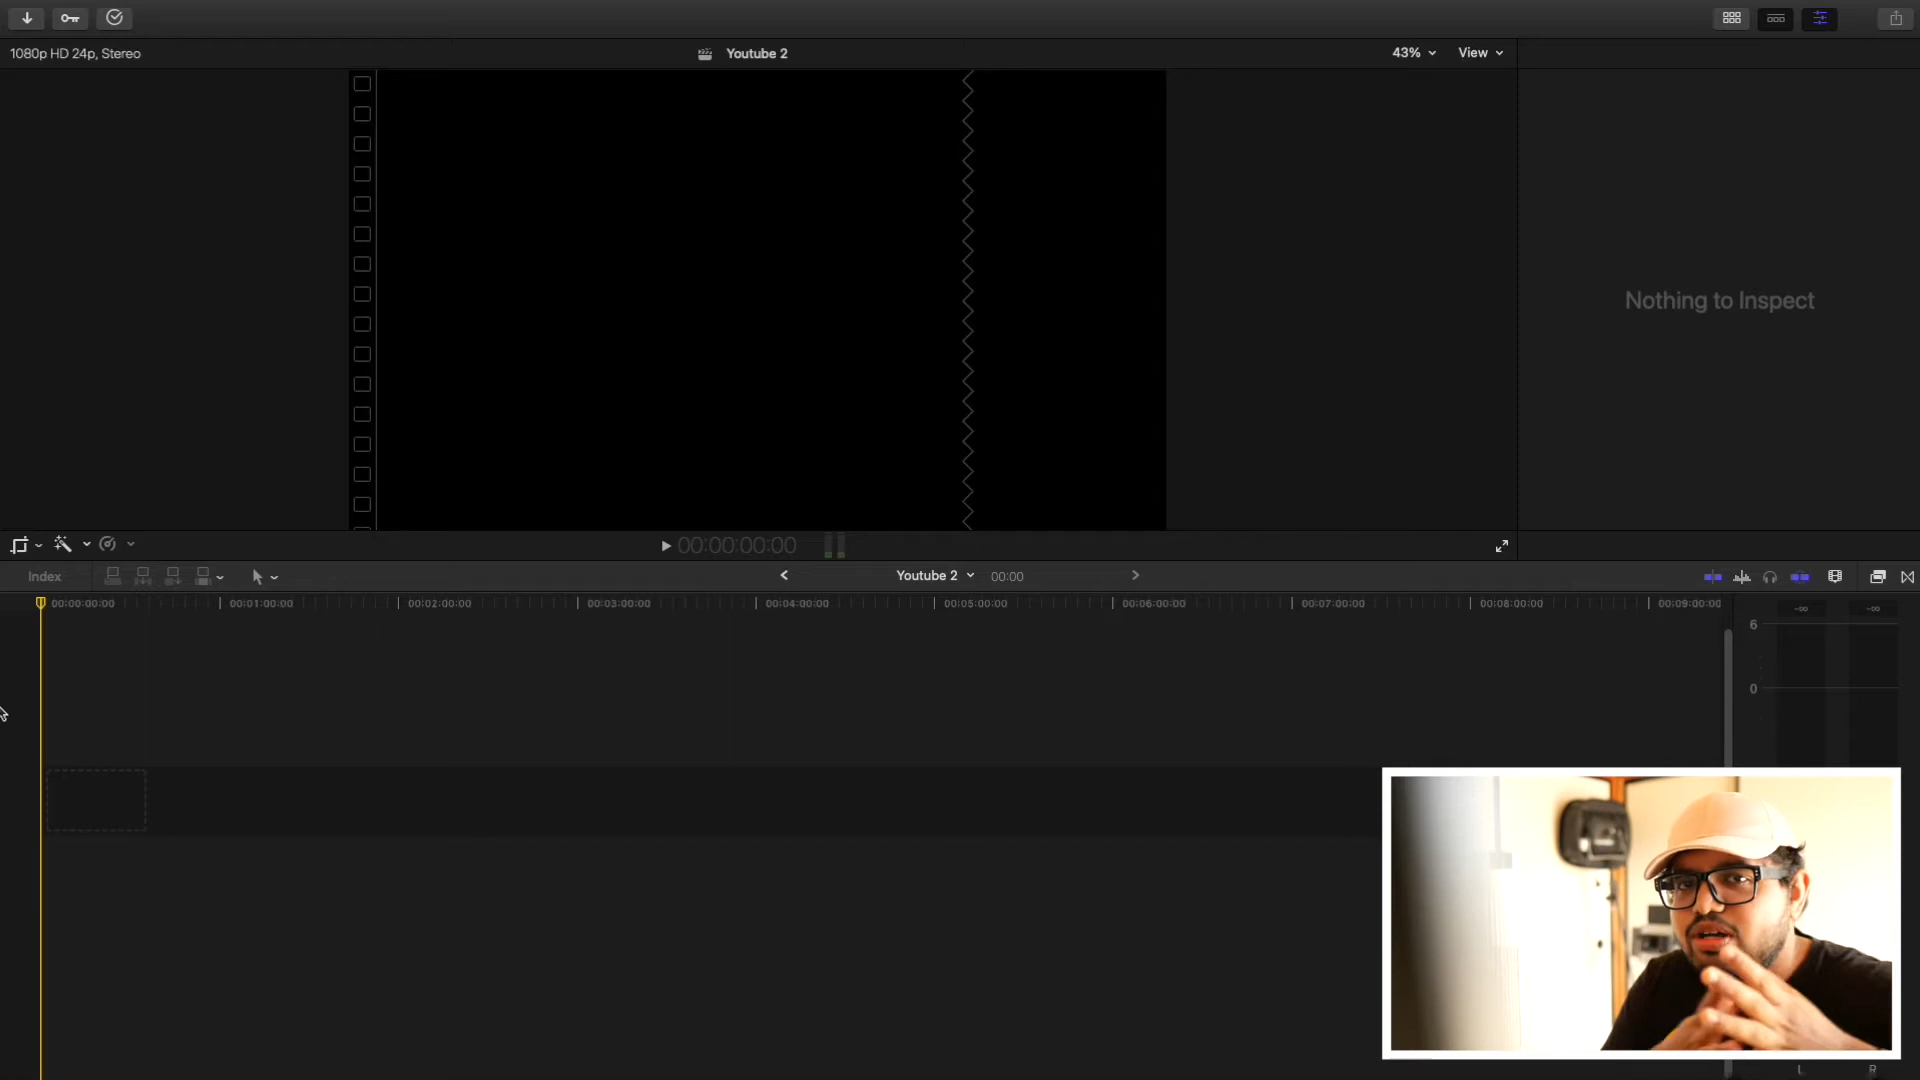 1080p HD 24p, Stereo
Youtube 2
43%
View
Nothing to Inspect
00:00:00:00
Index
Youtube 2
00:00
00:00:00:00
00:01:00:00
00:02:00:00
00:03:00:00
00:04:00:00
00:05:00:00
00:06:00:00
00:07:00:00
00:08:00:00
00:09:00:00
-∞
-∞
6
0
L
R